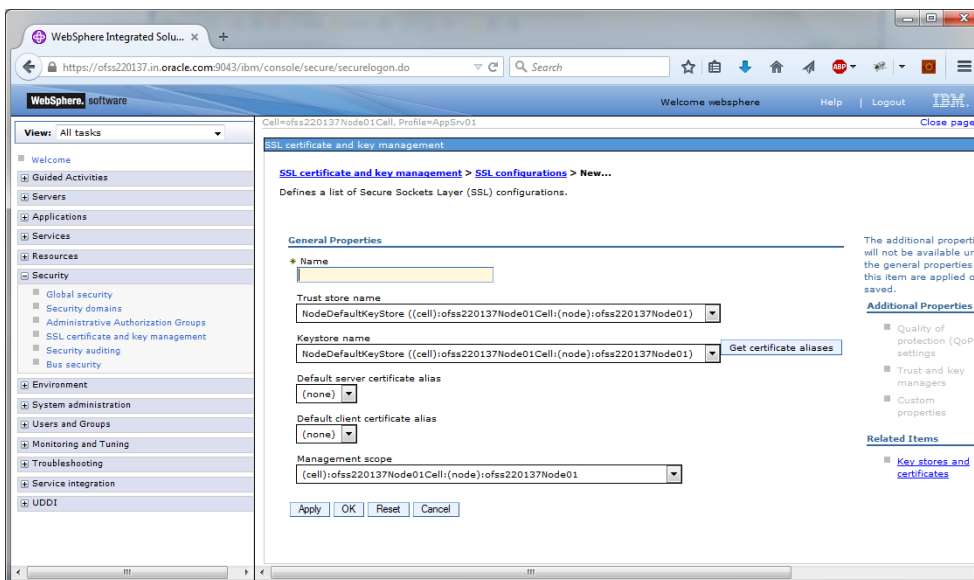 WebSphere Integrated Solu... × +
https://ofss220137.in.oracle.com:9043/ibm/console/secure/securelogon.do
Search
ABP
WebSphere. software
Welcome websphere
Help | Logout
IBM.
View: All tasks
Welcome
Guided Activities
Servers
Applications
Services
Resources
Security
Global security
Security domains
Administrative Authorization Groups
SSL certificate and key management
Security auditing
Bus security
Environment
System administration
Users and Groups
Monitoring and Tuning
Troubleshooting
Service integration
UDDI
Cell=ofss220137Node01Cell, Profile=AppSrv01
Close page
SSL certificate and key management
SSL certificate and key management > SSL configurations > New...
Defines a list of Secure Sockets Layer (SSL) configurations.
General Properties
* Name
Trust store name
NodeDefaultKeyStore ((cell):ofss220137Node01Cell:(node):ofss220137Node01)
Keystore name
NodeDefaultKeyStore ((cell):ofss220137Node01Cell:(node):ofss220137Node01)
Get certificate aliases
Default server certificate alias
(none)
Default client certificate alias
(none)
Management scope
(cell):ofss220137Node01Cell:(node):ofss220137Node01
Apply OK Reset Cancel
The additional properti
will not be available un
the general properties
this item are applied o
saved.
Additional Properties
Quality of
protection (QoP
settings
Trust and key
managers
Custom
properties
Related Items
Key stores and
certificates